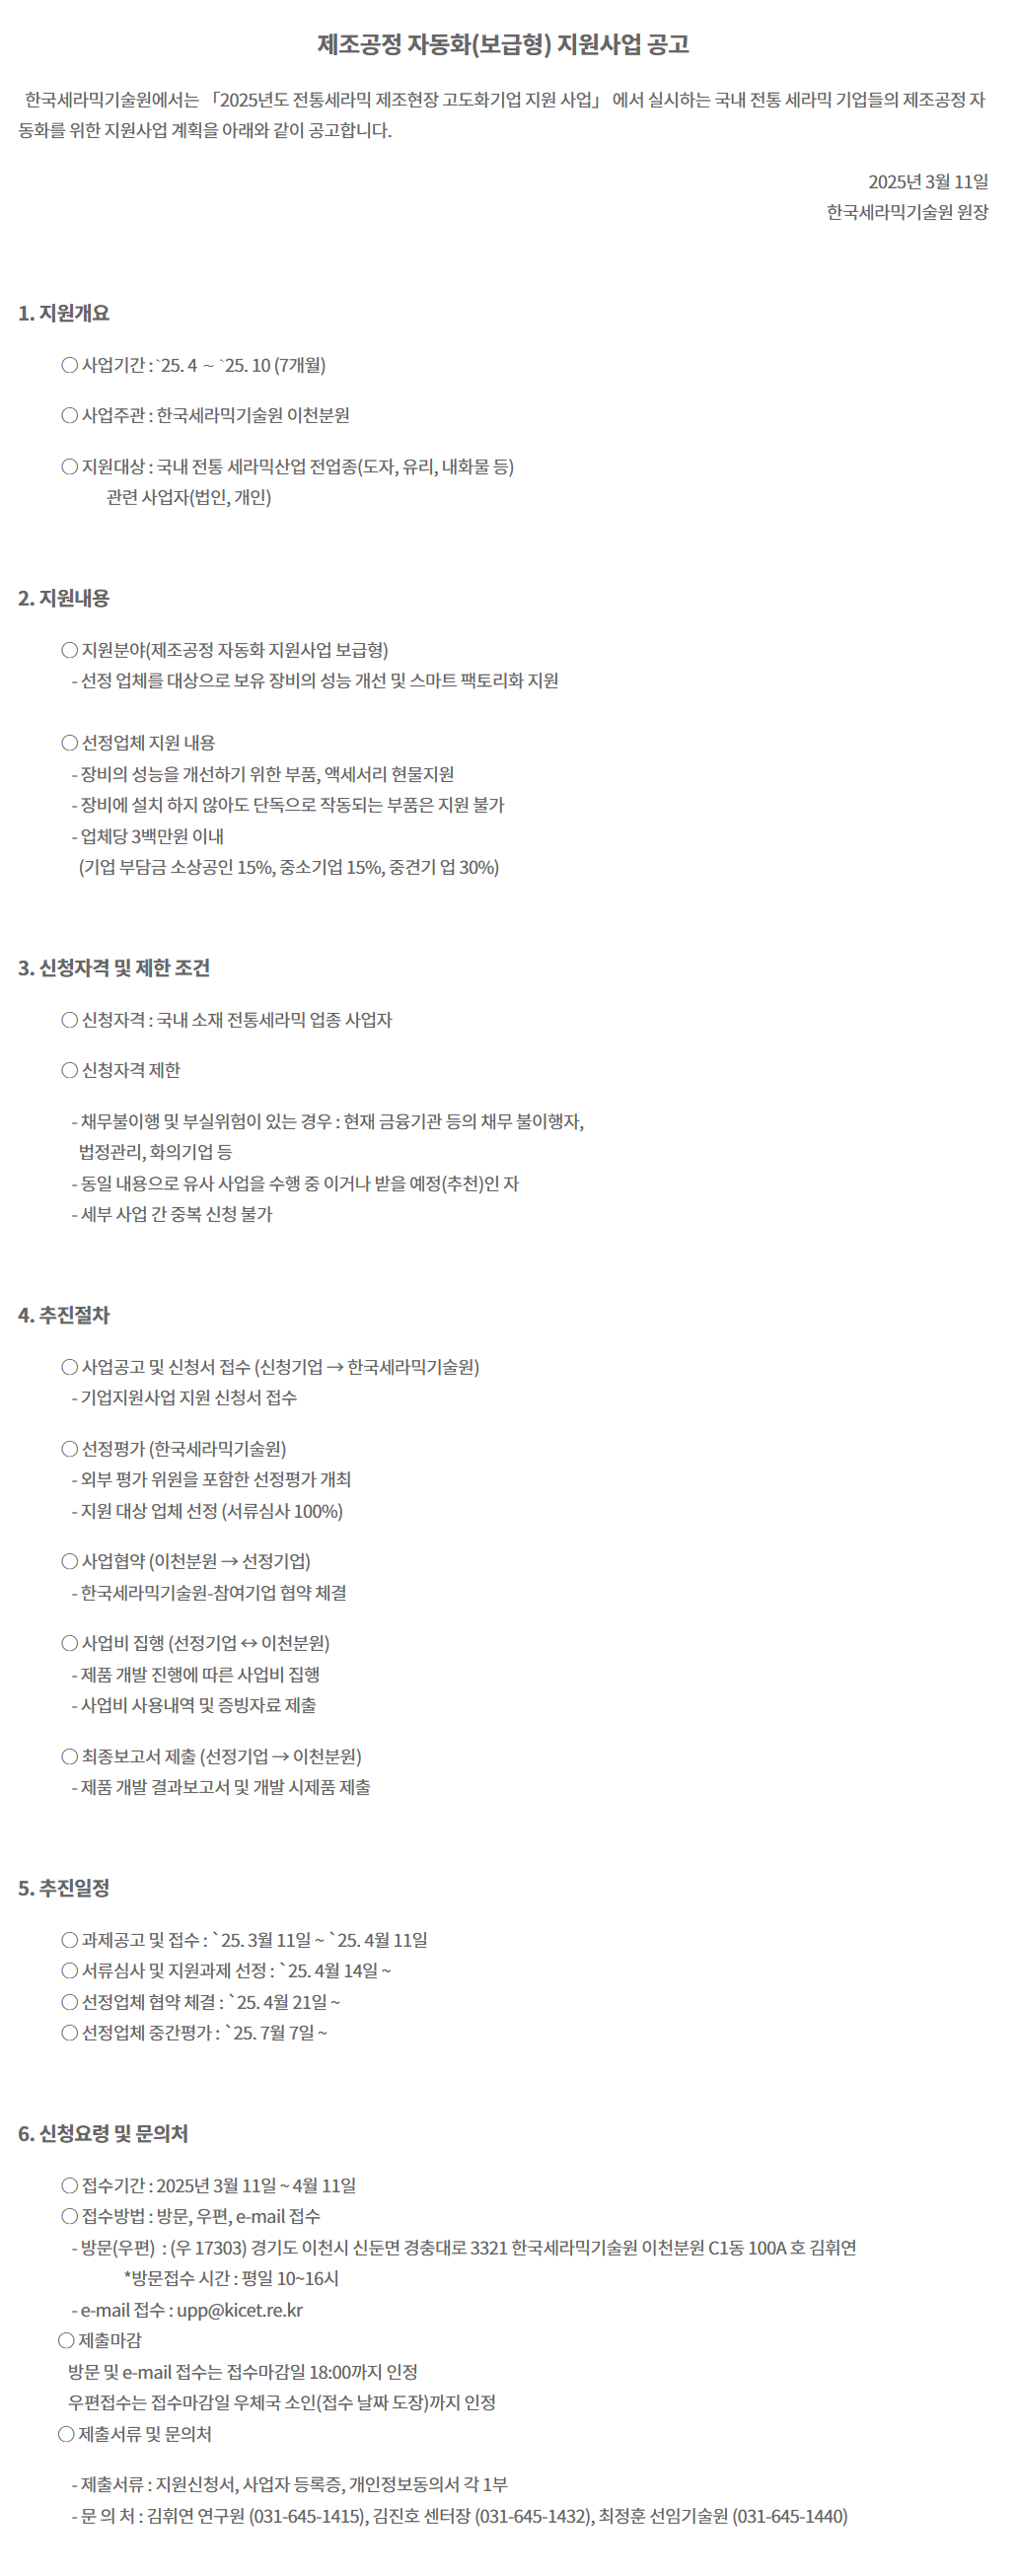 제조공정 자동화(보급형) 지원사업 공고
한국세라믹기술원에서는 「2025년도 전통세라믹 제조현장 고도화기업 지원 사업」 에서 실시하는 국내 전통 세라믹 기업들의 제조공정 자
동화를 위한 지원사업 계획을 아래와 같이 공고합니다.
2025년 3월 11일
한국세라믹기술원 원장
1. 지원개요
○ 사업기간 : `25. 4 ～ `25. 10 (7개월)
○ 사업주관 : 한국세라믹기술원 이천분원
○ 지원대상 : 국내 전통 세라믹산업 전업종(도자, 유리, 내화물 등)
관련 사업자(법인, 개인)
2. 지원내용
○ 지원분야(제조공정 자동화 지원사업 보급형)
- 선정 업체를 대상으로 보유 장비의 성능 개선 및 스마트 팩토리화 지원
○ 선정업체 지원 내용
- 장비의 성능을 개선하기 위한 부품, 액세서리 현물지원
- 장비에 설치 하지 않아도 단독으로 작동되는 부품은 지원 불가
- 업체당 3백만원 이내
(기업 부담금 소상공인 15%, 중소기업 15%, 중견기 업 30%)
3. 신청자격 및 제한 조건
○ 신청자격 : 국내 소재 전통세라믹 업종 사업자
○ 신청자격 제한
- 채무불이행 및 부실위험이 있는 경우 : 현재 금융기관 등의 채무 불이행자,
법정관리, 화의기업 등
- 동일 내용으로 유사 사업을 수행 중 이거나 받을 예정(추천)인 자
- 세부 사업 간 중복 신청 불가
4. 추진절차
○ 사업공고 및 신청서 접수 (신청기업 → 한국세라믹기술원)
- 기업지원사업 지원 신청서 접수
○ 선정평가 (한국세라믹기술원)
- 외부 평가 위원을 포함한 선정평가 개최
- 지원 대상 업체 선정 (서류심사 100%)
○ 사업협약 (이천분원 → 선정기업)
- 한국세라믹기술원-참여기업 협약 체결
○ 사업비 집행 (선정기업 ↔ 이천분원)
- 제품 개발 진행에 따른 사업비 집행
- 사업비 사용내역 및 증빙자료 제출
○ 최종보고서 제출 (선정기업 → 이천분원)
- 제품 개발 결과보고서 및 개발 시제품 제출
5. 추진일정
○ 과제공고 및 접수 : `25. 3월 11일 ~ `25. 4월 11일
○ 서류심사 및 지원과제 선정 : `25. 4월 14일 ~
○ 선정업체 협약 체결 : `25. 4월 21일 ~
○ 선정업체 중간평가 : `25. 7월 7일 ~
6. 신청요령 및 문의처
○ 접수기간 : 2025년 3월 11일 ~ 4월 11일
○ 접수방법 : 방문, 우편, e-mail 접수
- 방문(우편) : (우 17303) 경기도 이천시 신둔면 경충대로 3321 한국세라믹기술원 이천분원 C1동 100A 호 김휘연
*방문접수 시간 : 평일 10~16시
- e-mail 접수 : upp@kicet.re.kr
○ 제출마감
방문 및 e-mail 접수는 접수마감일 18:00까지 인정
우편접수는 접수마감일 우체국 소인(접수 날짜 도장)까지 인정
○ 제출서류 및 문의처
- 제출서류 : 지원신청서, 사업자 등록증, 개인정보동의서 각 1부
- 문 의 처 : 김휘연 연구원 (031-645-1415), 김진호 센터장 (031-645-1432), 최정훈 선임기술원 (031-645-1440)